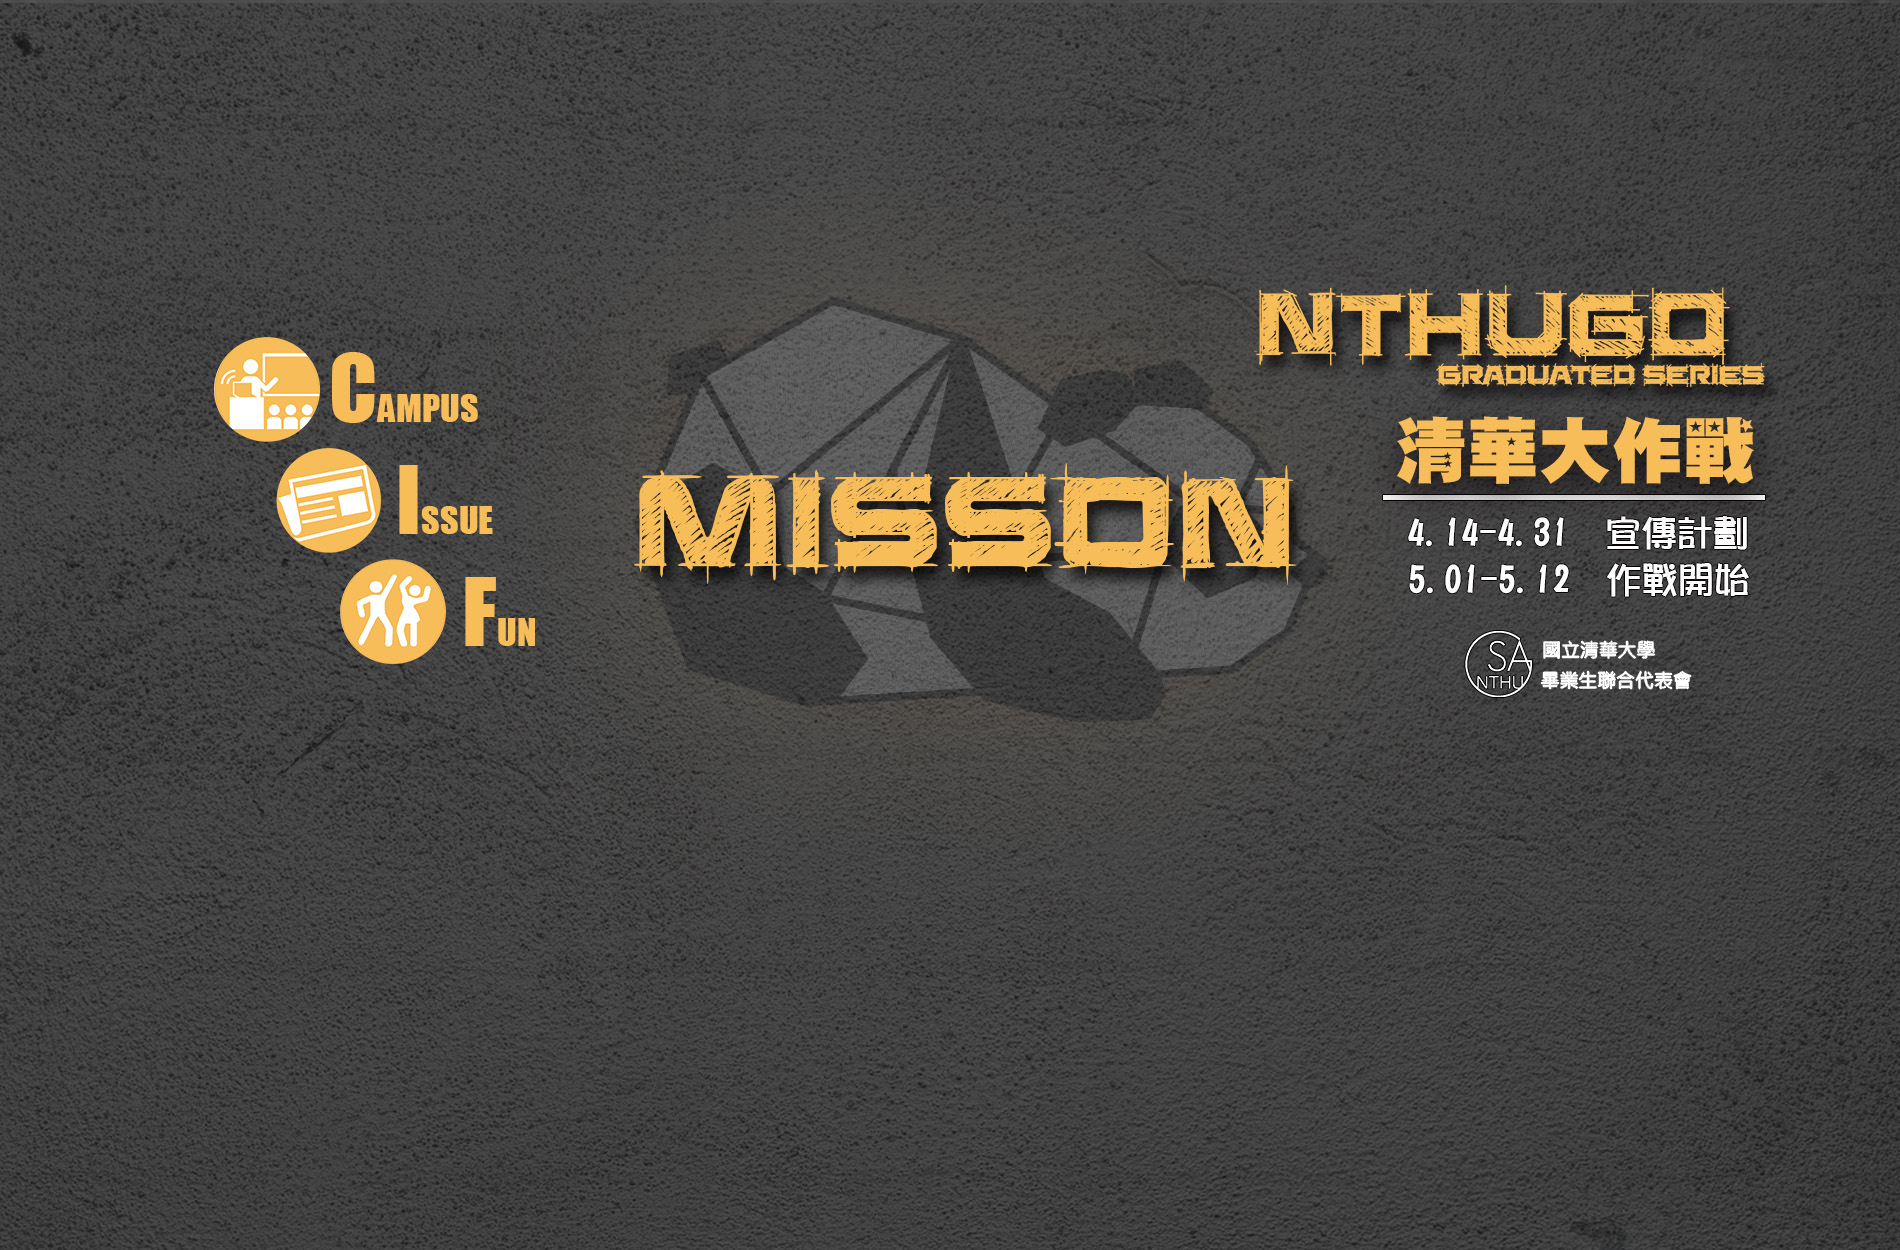 CAMPUS
ISSUE
FUN
MISSON
NTHUGO
GRADUATED SERIES
清華大作戰
4.14-4.31 宣傳計劃
5.01-5.12 作戰開始
SA
NTHU
國立清華大學
畢業生聯合代表會